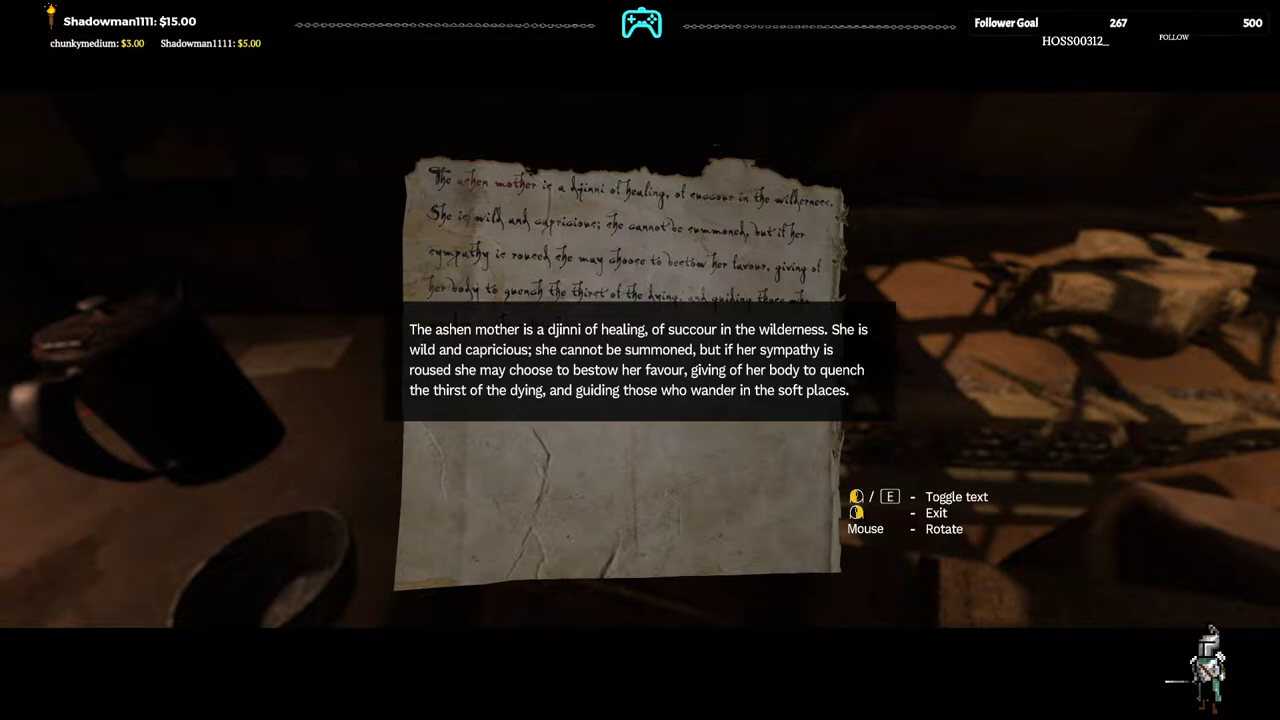 Shadowman1111: $15.00
chunkymedium: $3.00 Shadowman1111: $5.00
Follower Goal 267 500
HOSS00312_ FOLLOW
The ashen mother is a djinni of healing, of succour in the wilderness.
She is wild and capricious; she cannot be summoned, but if her
sympathy is roused she may choose to bestow her favour, giving of
her body to quench the thirst of the dying, and guiding those who
The ashen mother is a djinni of healing, of succour in the wilderness. She is
wild and capricious; she cannot be summoned, but if her sympathy is
roused she may choose to bestow her favour, giving of her body to quench
the thirst of the dying, and guiding those who wander in the soft places.
/ E - Toggle text
- Exit
Mouse - Rotate